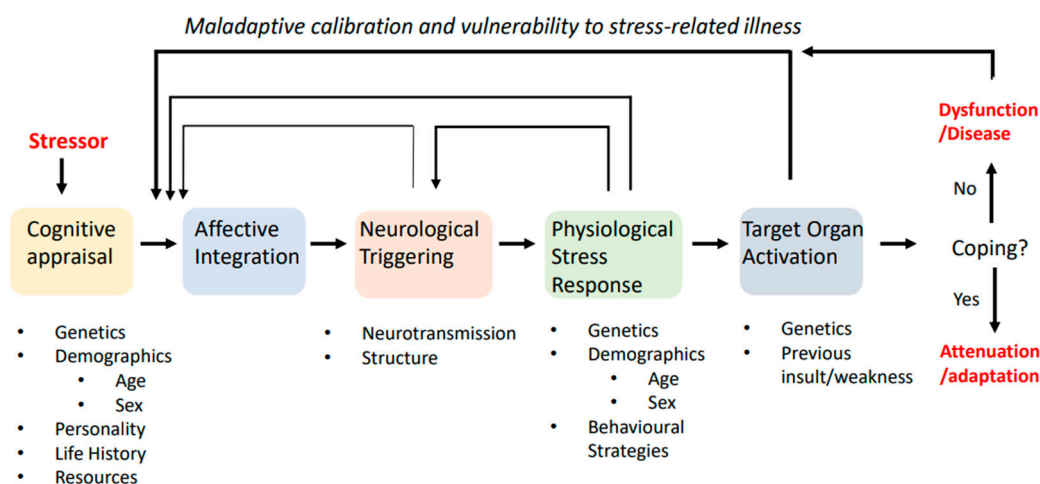 Maladaptive calibration and vulnerability to stress-related illness
Stressor
Cognitive
appraisal
Affective
Integration
Neurological
Triggering
Physiological
Stress
Response
Target Organ
Activation
Dysfunction
/Disease
No
Coping?
Yes
Attenuation
/adaptation
• Genetics
• Demographics
• Age
• Sex
• Personality
• Life History
• Resources
• Neurotransmission
• Structure
• Genetics
• Demographics
• Age
• Sex
• Behavioural
Strategies
• Genetics
• Previous
insult/weakness